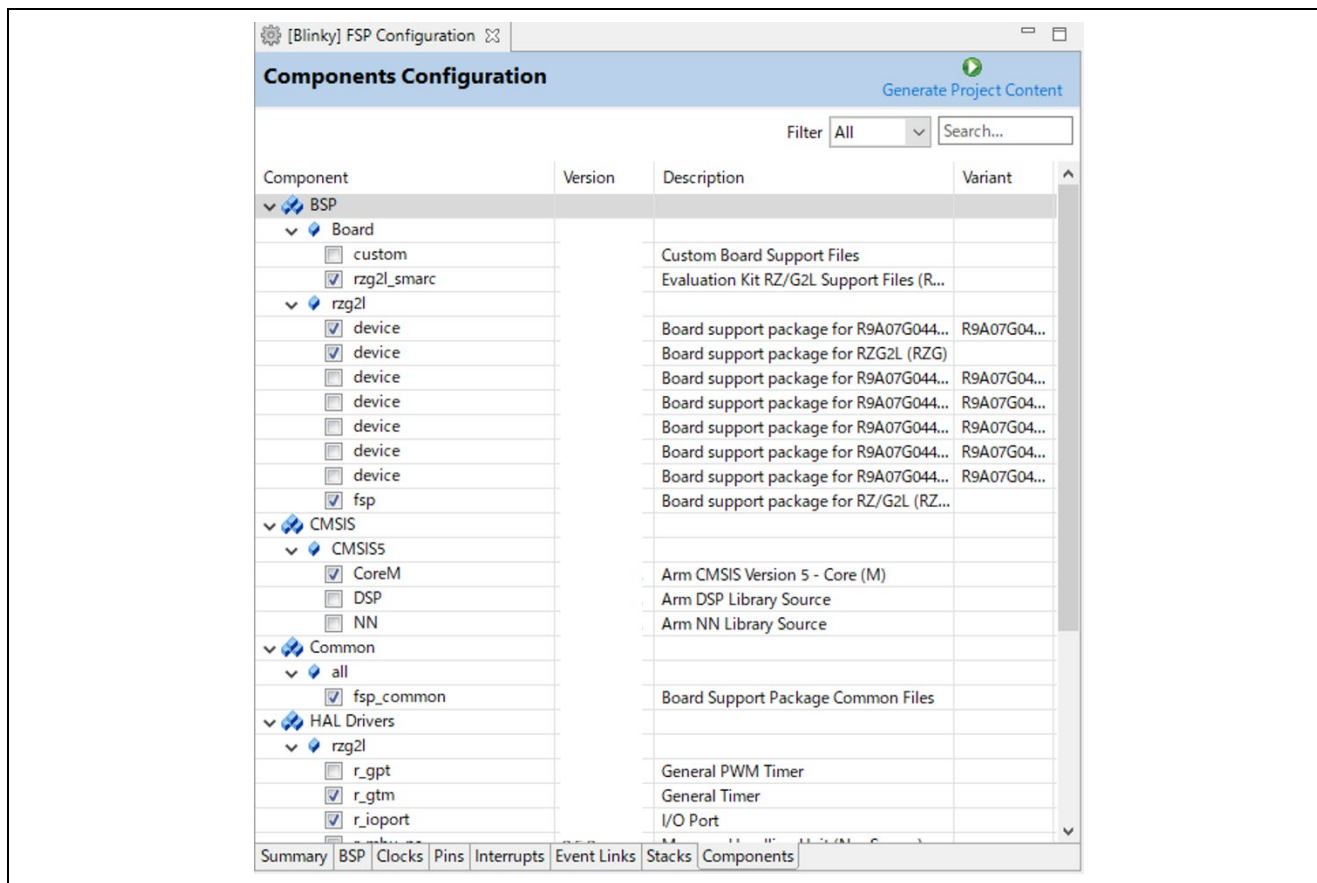 [Blinky] FSP Configuration
Components Configuration
Generate Project Content
Filter All Search...
Component Version Description Variant
BSP
Board
custom Custom Board Support Files
rzg2l_smarc Evaluation Kit RZ/G2L Support Files (R...
rzg2l
device Board support package for R9A07G044... R9A07G04...
device Board support package for RZG2L (RZG)
device Board support package for R9A07G044... R9A07G04...
device Board support package for R9A07G044... R9A07G04...
device Board support package for R9A07G044... R9A07G04...
device Board support package for R9A07G044... R9A07G04...
device Board support package for R9A07G044... R9A07G04...
fsp Board support package for RZ/G2L (RZ...
CMSIS
CMSIS5
CoreM Arm CMSIS Version 5 - Core (M)
DSP Arm DSP Library Source
NN Arm NN Library Source
Common
all
fsp_common Board Support Package Common Files
HAL Drivers
rzg2l
r_gpt General PWM Timer
r_gtm General Timer
r_ioport I/O Port
Summary BSP Clocks Pins Interrupts Event Links Stacks Components